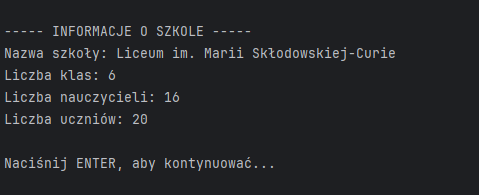 ----- INFORMACJE O SZKOLE -----
Nazwa szkoły: Liceum im. Marii Skłodowskiej-Curie
Liczba klas: 6
Liczba nauczycieli: 16
Liczba uczniów: 20
Naciśnij ENTER, aby kontynuować...